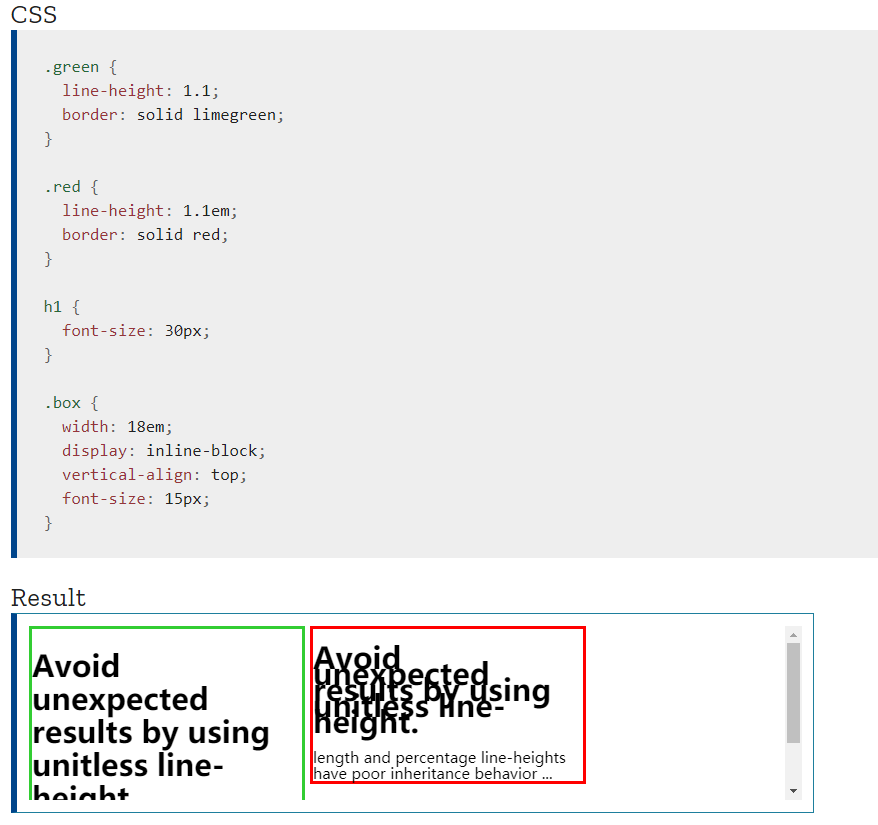 CSS
.green {
line-height: 1.1;
border: solid limegreen;
}
.red {
line-height: 1.1em;
border: solid red;
}
h1 {
font-size: 30px;
}
.box {
width: 18em;
display: inline-block;
vertical-align: top;
font-size: 15px;
}
Result
Avoid
unexpected
results by using
unitless line-
height
Avoid
unexpected
results by using
unitless line-
height.
length and percentage line-heights
have poor inheritance behavior ...